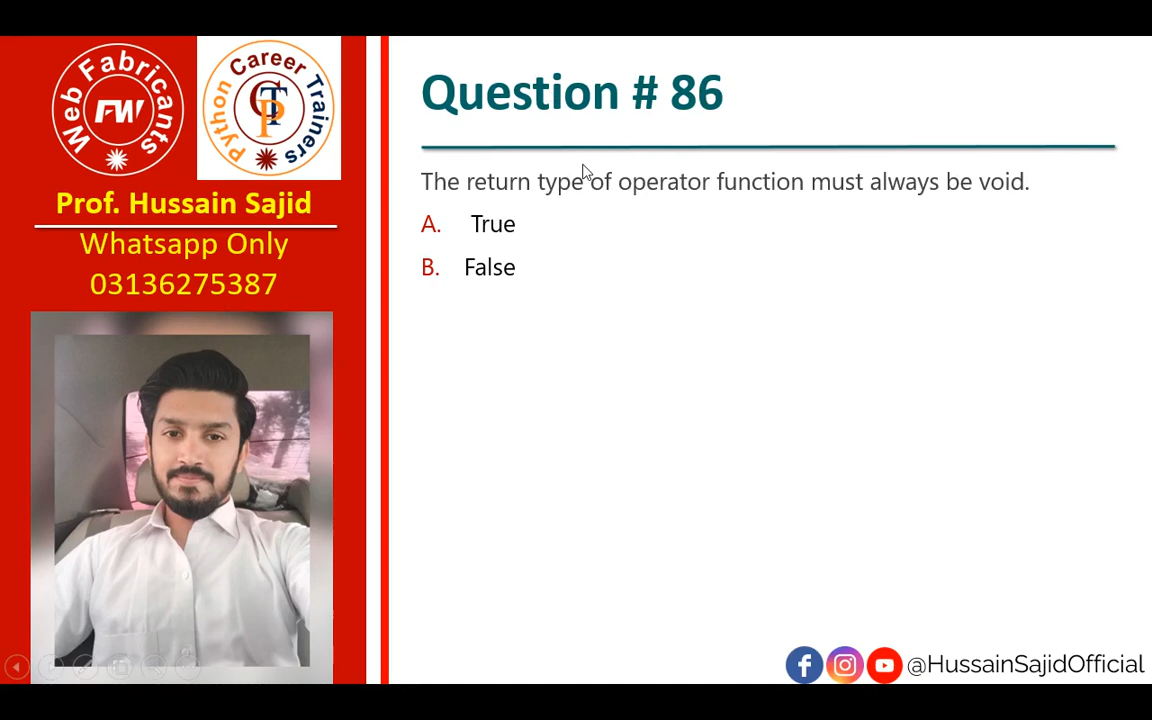 Web Fabricants
FW
Python Career Trainers
CTP
Prof. Hussain Sajid
Whatsapp Only
03136275387
Question # 86
The return type of operator function must always be void.
A. True
B. False
@HussainSajidOfficial